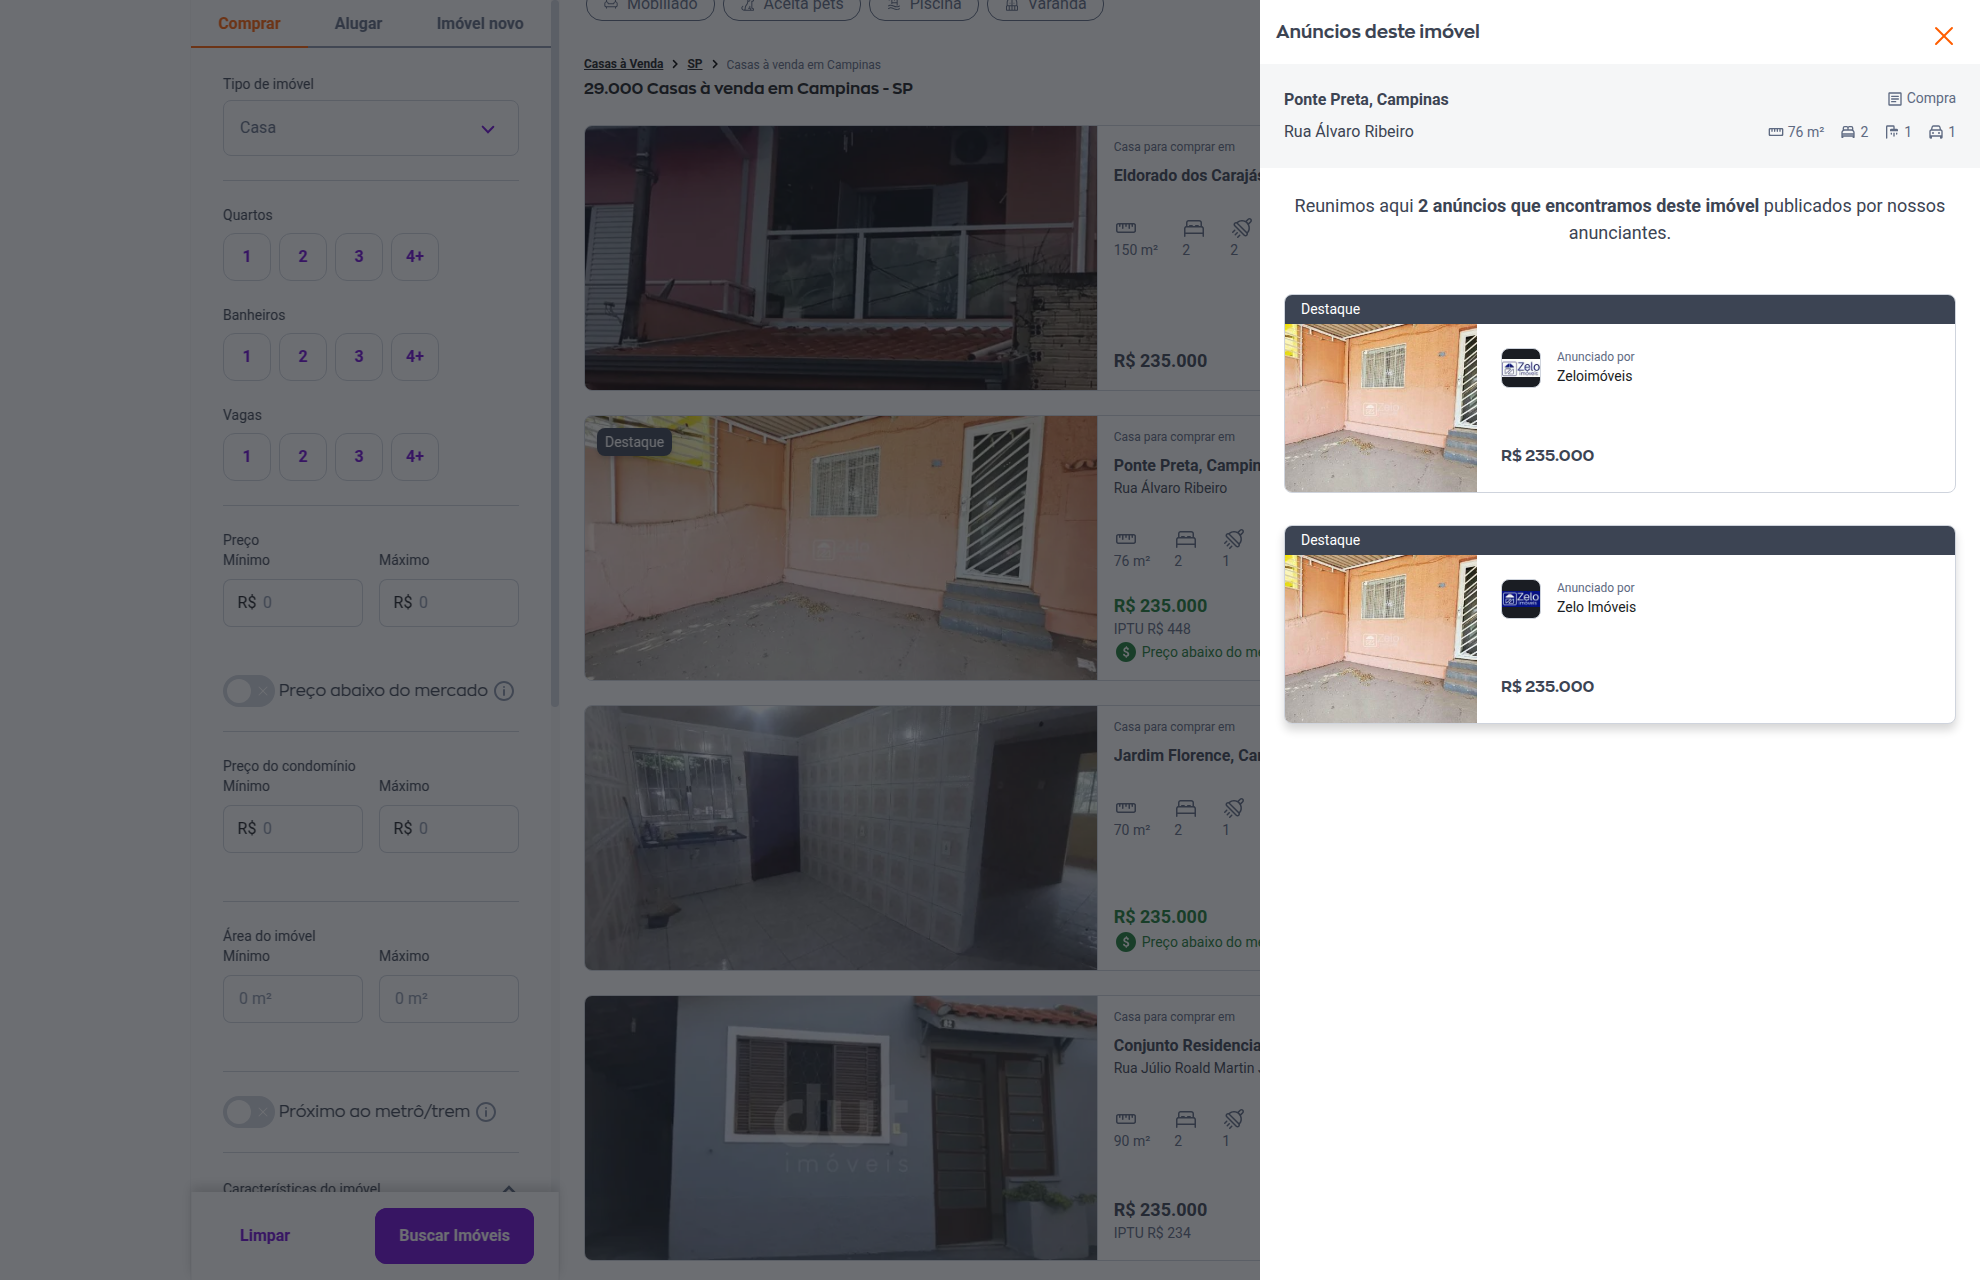 Comprar
Alugar
Imóvel novo
Tipo de imóvel
Casa
Quartos
1
2
3
4+
Banheiros
1
2
3
4+
Vagas
1
2
3
4+
Preço
Mínimo
Máximo
R$ 0
R$ 0
Preço abaixo do mercado
Preço do condomínio
Mínimo
Máximo
R$ 0
R$ 0
Área do imóvel
Mínimo
Máximo
0 m²
0 m²
Próximo ao metrô/trem
Características do imóvel
Limpar
Buscar Imóveis
Mobiliado
Aceita pets
Piscina
Varanda
Casas à Venda > SP > Casas à venda em Campinas
29.000 Casas à venda em Campinas - SP
Casa para comprar em
Eldorado dos Carajás
150 m²
2
2
R$ 235.000
Destaque
Casa para comprar em
Ponte Preta, Campin
Rua Álvaro Ribeiro
76 m²
2
1
R$ 235.000
IPTU R$ 448
Preço abaixo do me
Casa para comprar em
Jardim Florence, Ca
70 m²
2
1
R$ 235.000
Preço abaixo do me
dut
imóveis
Casa para comprar em
Conjunto Residencia
Rua Júlio Roald Martin
90 m²
2
1
R$ 235.000
IPTU R$ 234
Anúncios deste imóvel
Ponte Preta, Campinas
Compra
Rua Álvaro Ribeiro
76 m²
2
1
1
Reunimos aqui 2 anúncios que encontramos deste imóvel publicados por nossos
anunciantes.
Destaque
Zelo
Anunciado por
Zeloimóveis
R$ 235.000
Destaque
Zelo
imóveis
Anunciado por
Zelo Imóveis
R$ 235.000